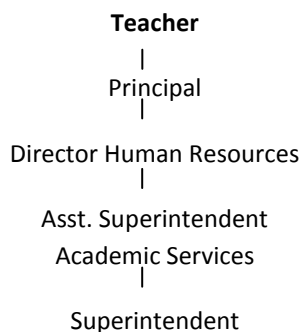 Teacher
Principal
Director Human Resources
Asst. Superintendent
Academic Services
Superintendent